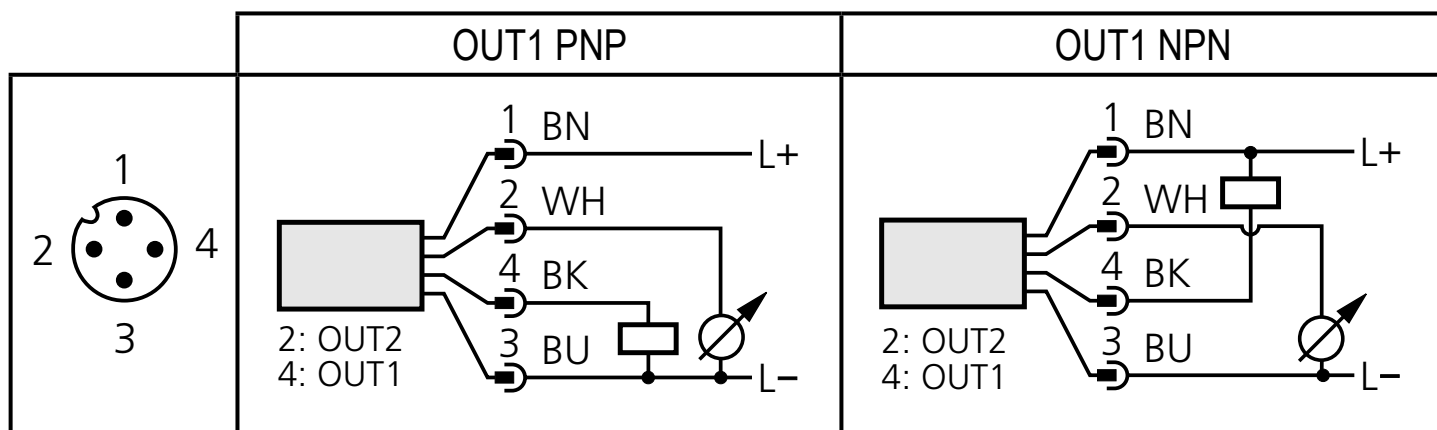 OUT1 PNP
OUT1 NPN
1
2
4
3
1 BN
L+
2 WH
4 BK
3 BU
L−
2: OUT2
4: OUT1
1 BN
L+
2 WH
4 BK
3 BU
L−
2: OUT2
4: OUT1